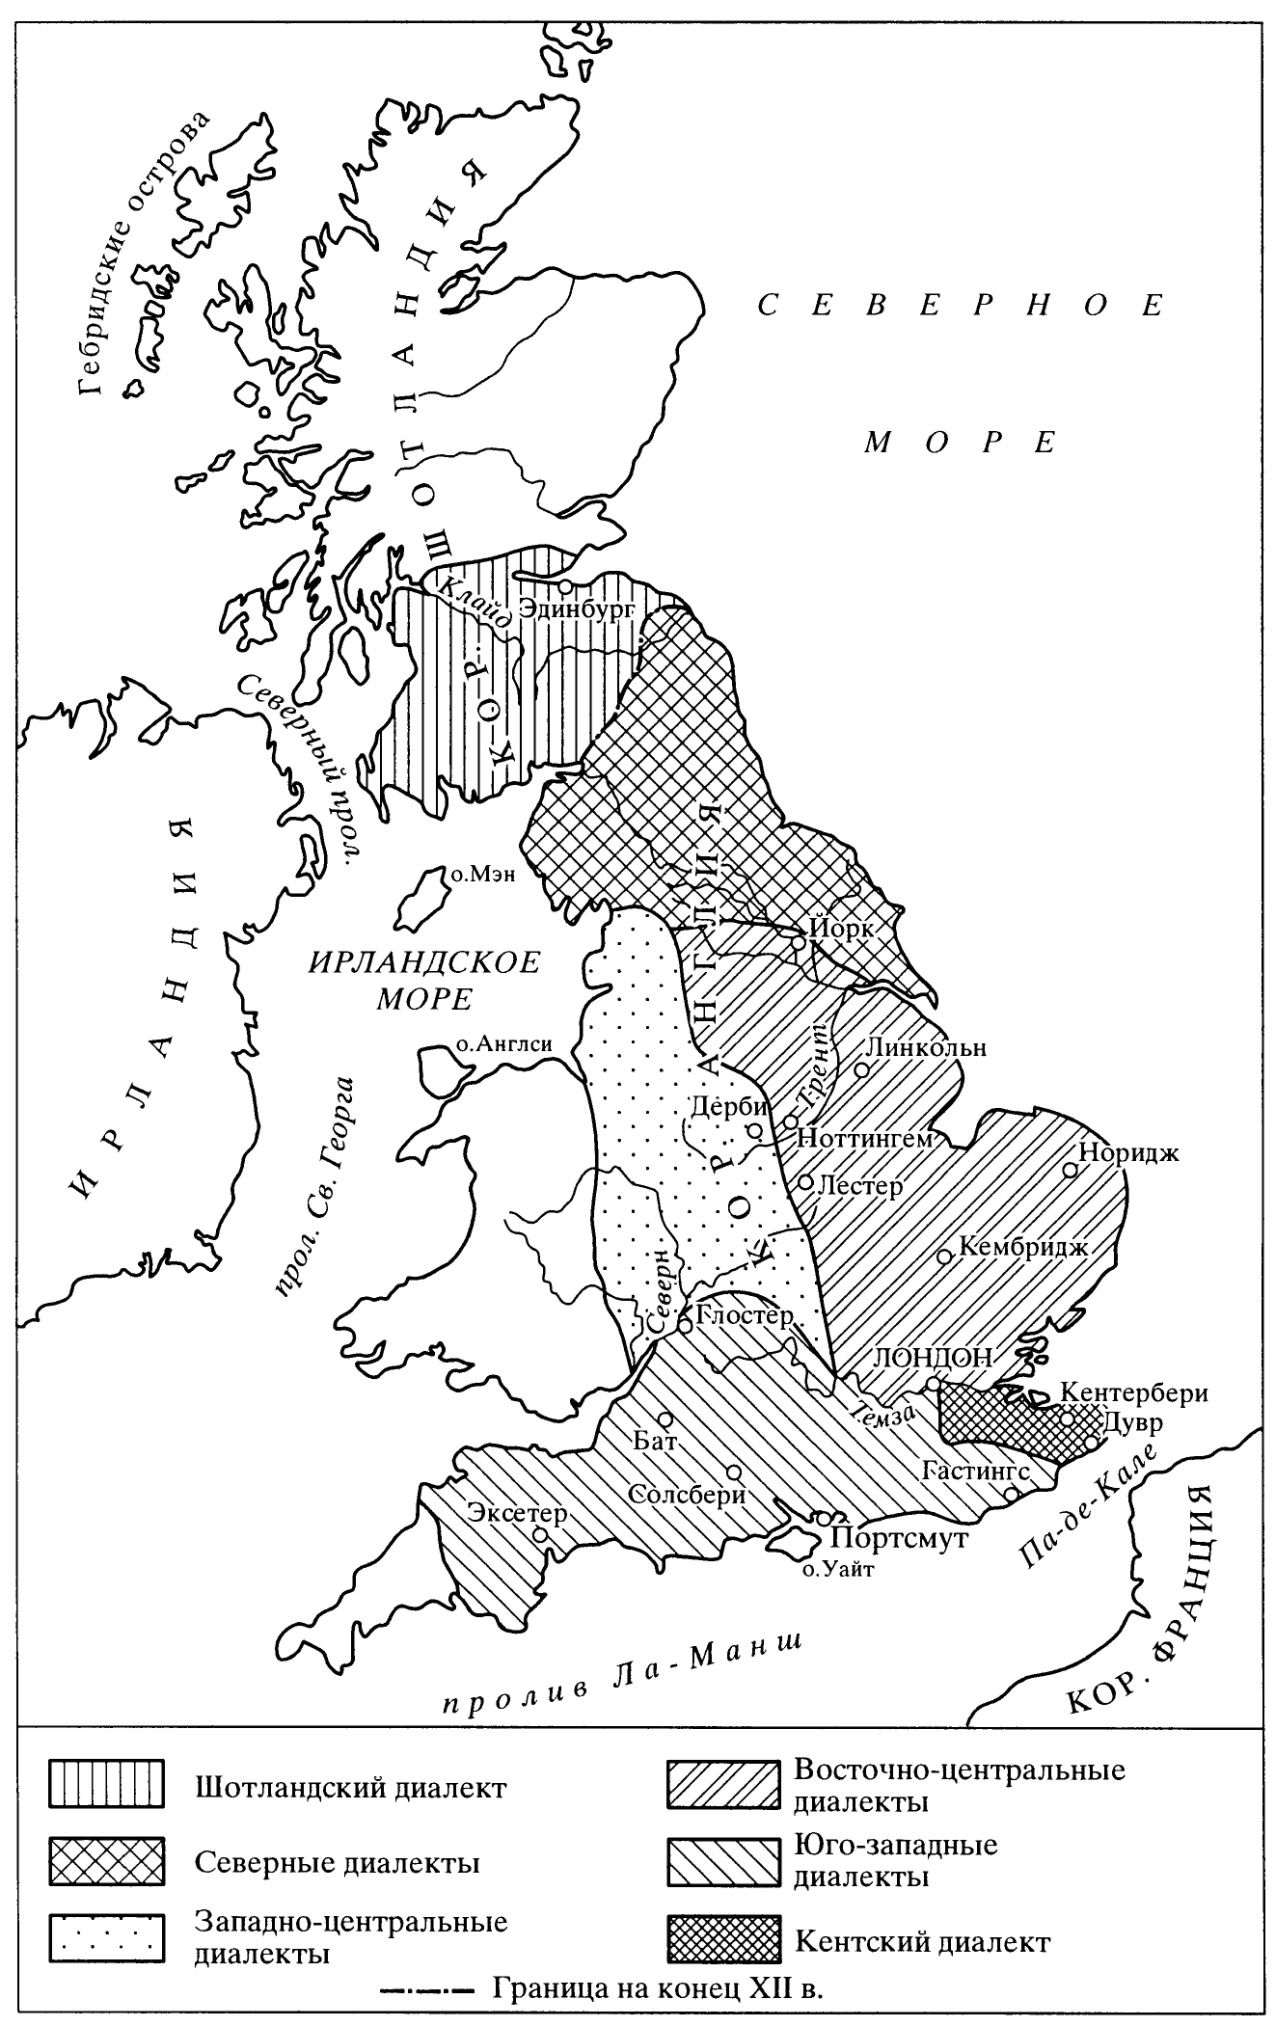 Гебридские острова
ШОТЛАНДИЯ
СЕВЕРНОЕ
МОРЕ
Клайд
Эдинбург
КОР.
Северный прол.
ИРЛАНДИЯ
о.Мэн
ИРЛАНДСКОЕ
МОРЕ
АНГЛИЯ
Йорк
о.Англси
прол. Св. Георга
Трент
Линкольн
Дерби
Ноттингем
Норидж
Лестер
КОР.
Кембридж
Северн
Глостер
ЛОНДОН
Темза
Кентербери
Дувр
Бат
Гастингс
Солсбери
Эксетер
Портсмут
о.Уайт
Па-де-Кале
КОР. ФРАНЦИЯ
пролив Ла-Манш
Шотландский диалект
Северные диалекты
Западно-центральные
диалекты
Восточно-центральные
диалекты
Юго-западные
диалекты
Кентский диалект
Граница на конец XII в.